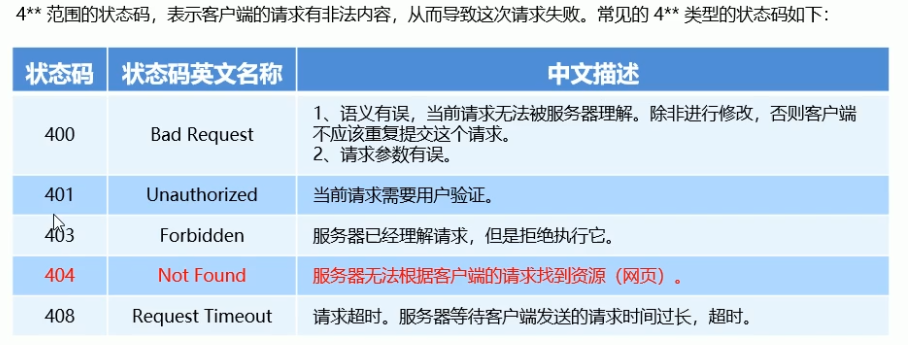 4** 范围的状态码，表示客户端的请求有非法内容，从而导致这次请求失败。常见的 4** 类型的状态码如下：
状态码 状态码英文名称 中文描述
400 Bad Request 1、语义有误，当前请求无法被服务器理解。除非进行修改，否则客户端
不应该重复提交这个请求。
2、请求参数有误。
401 Unauthorized 当前请求需要用户验证。
403 Forbidden 服务器已经理解请求，但是拒绝执行它。
404 Not Found 服务器无法根据客户端的请求找到资源（网页）。
408 Request Timeout 请求超时。服务器等待客户端发送的请求时间过长，超时。